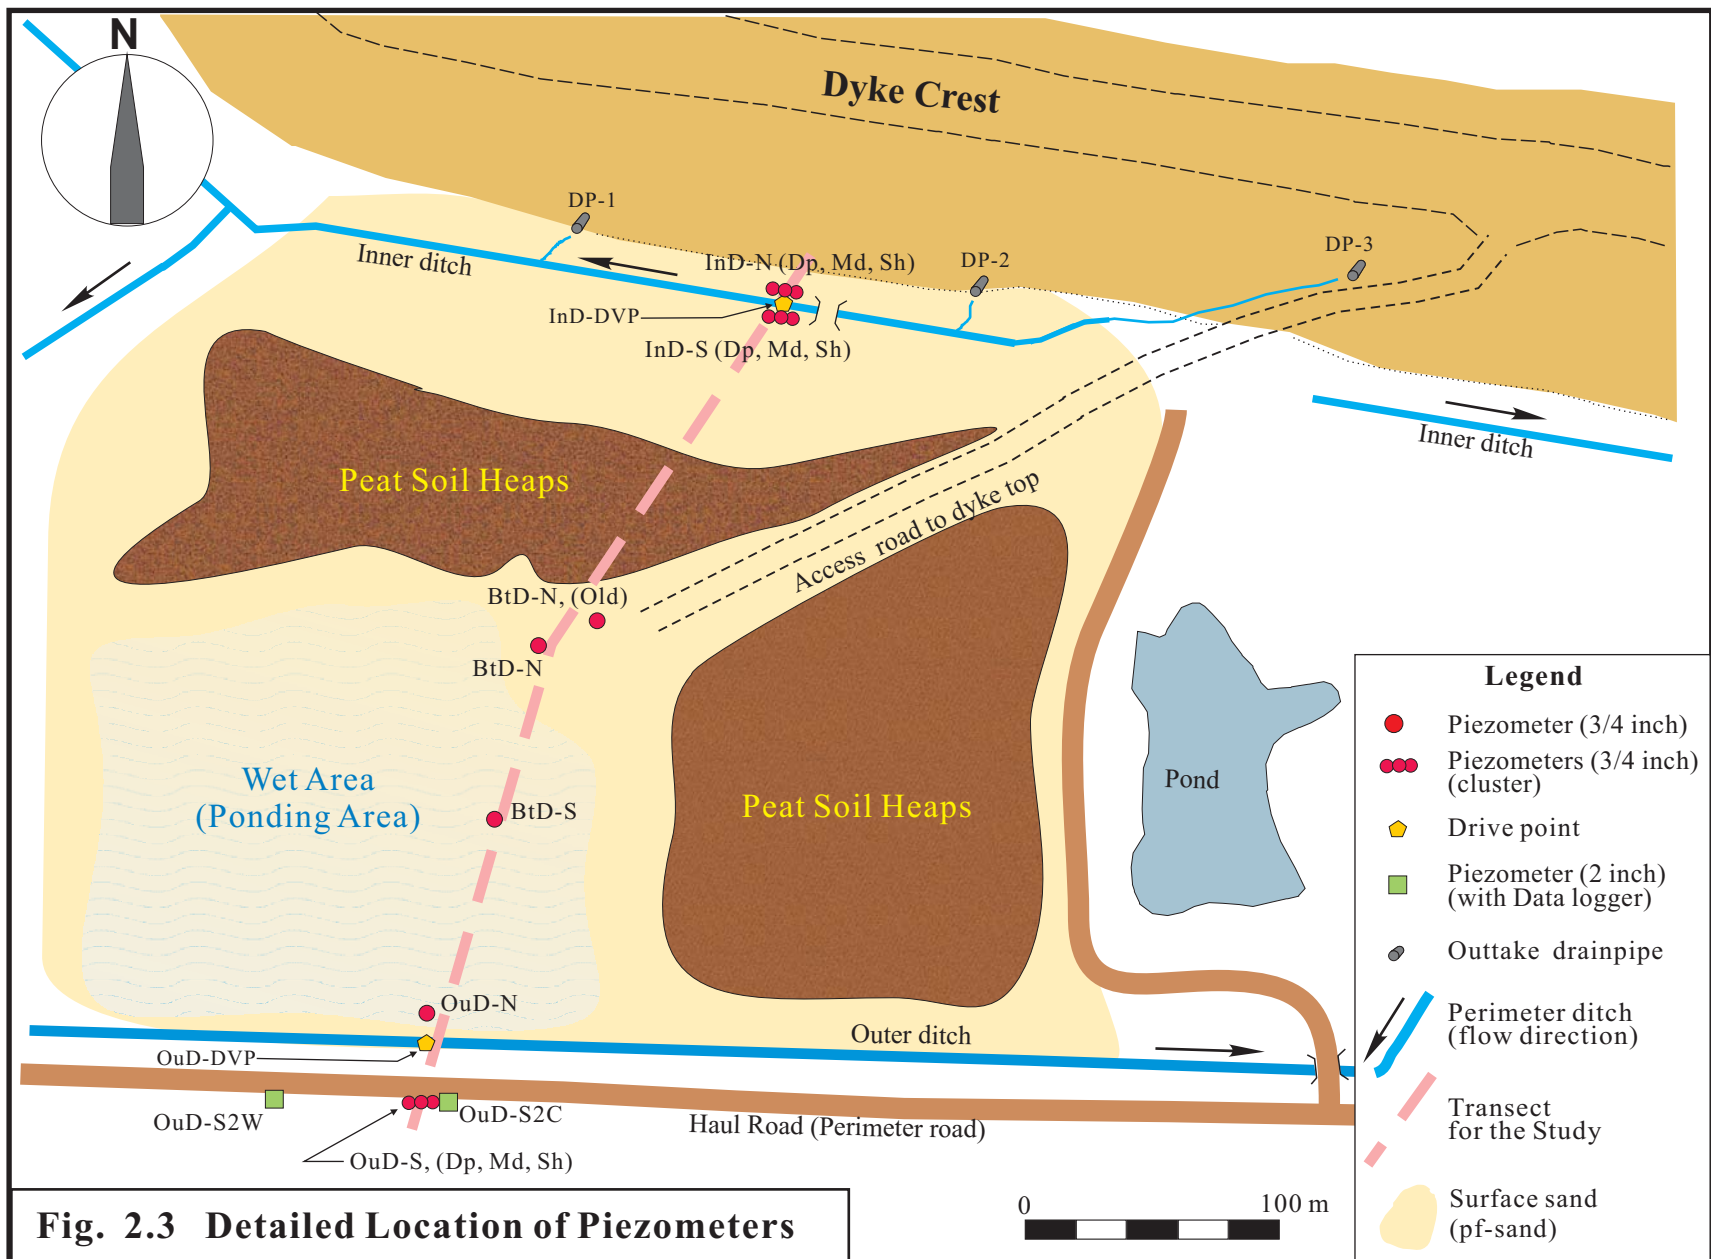 N
Dyke Crest
DP-1
DP-2
DP-3
Inner ditch
InD-N (Dp, Md, Sh)
InD-DVP
InD-S (Dp, Md, Sh)
Inner ditch
Peat Soil Heaps
Access road to dyke top
BtD-N, (Old)
BtD-N
Wet Area
(Ponding Area)
BtD-S
Peat Soil Heaps
Pond
OuD-N
OuD-DVP
Outer ditch
OuD-S2W
OuD-S2C
Haul Road (Perimeter road)
OuD-S, (Dp, Md, Sh)
Legend
Piezometer (3/4 inch)
Piezometers (3/4 inch)
(cluster)
Drive point
Piezometer (2 inch)
(with Data logger)
Outtake drainpipe
Perimeter ditch
(flow direction)
Transect
for the Study
Surface sand
(pf-sand)
0 100 m
Fig. 2.3 Detailed Location of Piezometers